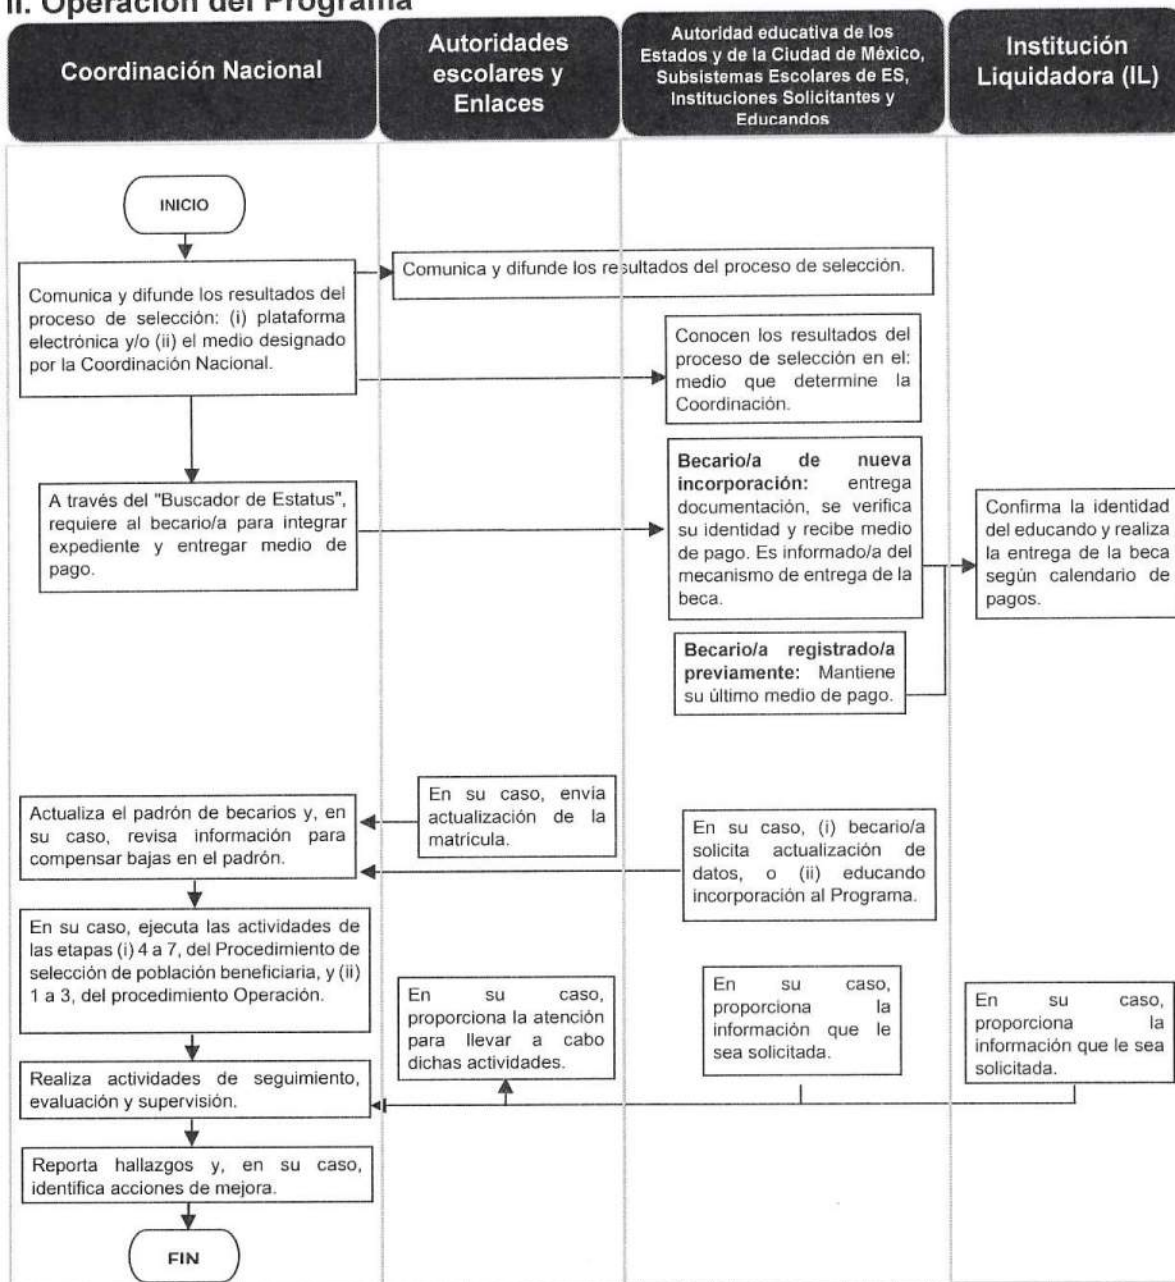 II. Operación del Programa
Coordinación Nacional
Autoridades
escolares y
Enlaces
Autoridad educativa de los
Estados y de la Ciudad de México,
Subsistemas Escolares de ES,
Instituciones Solicitantes y
Educandos
Institución
Liquidadora (IL)
INICIO
Comunica y difunde los resultados del
proceso de selección: (i) plataforma
electrónica y/o (ii) el medio designado
por la Coordinación Nacional.
Comunica y difunde los resultados del proceso de selección.
Conocen los resultados del
proceso de selección en el:
medio que determine la
Coordinación.
A través del "Buscador de Estatus",
requiere al becario/a para integrar
expediente y entregar medio de
pago.
Becario/a de nueva
incorporación: entrega
documentación, se verifica
su identidad y recibe medio
de pago. Es informado/a del
mecanismo de entrega de la
beca.
Confirma la identidad
del educando y realiza
la entrega de la beca
según calendario de
pagos.
Becario/a registrado/a
previamente: Mantiene
su último medio de pago.
Actualiza el padrón de becarios y, en
su caso, revisa información para
compensar bajas en el padrón.
En su caso, envía
actualización de la
matrícula.
En su caso, (i) becario/a
solicita actualización de
datos, o (ii) educando
incorporación al Programa.
En su caso, ejecuta las actividades de
las etapas (i) 4 a 7, del Procedimiento de
selección de población beneficiaria, y (ii)
1 a 3, del procedimiento Operación.
En su caso,
proporciona la atención
para llevar a cabo
dichas actividades.
En su caso,
proporciona la
información que le
sea solicitada.
En su caso,
proporciona la
información que le sea
solicitada.
Realiza actividades de seguimiento,
evaluación y supervisión.
Reporta hallazgos y, en su caso,
identifica acciones de mejora.
FIN